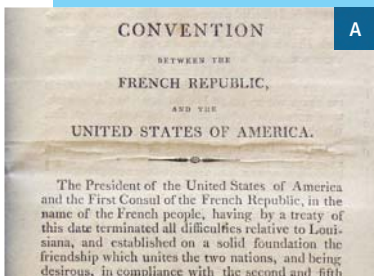 A
CONVENTION
BETWEEN THE
FRENCH REPUBLIC,
AND THE
UNITED STATES OF AMERICA.
The President of the United States of America
and the First Consul of the French Republic, in the
name of the French people, having by a treaty of
this date terminated all difficulties relative to Loui-
siana, and established on a solid foundation the
friendship which unites the two nations, and being
desirous, in compliance with the second and fifth